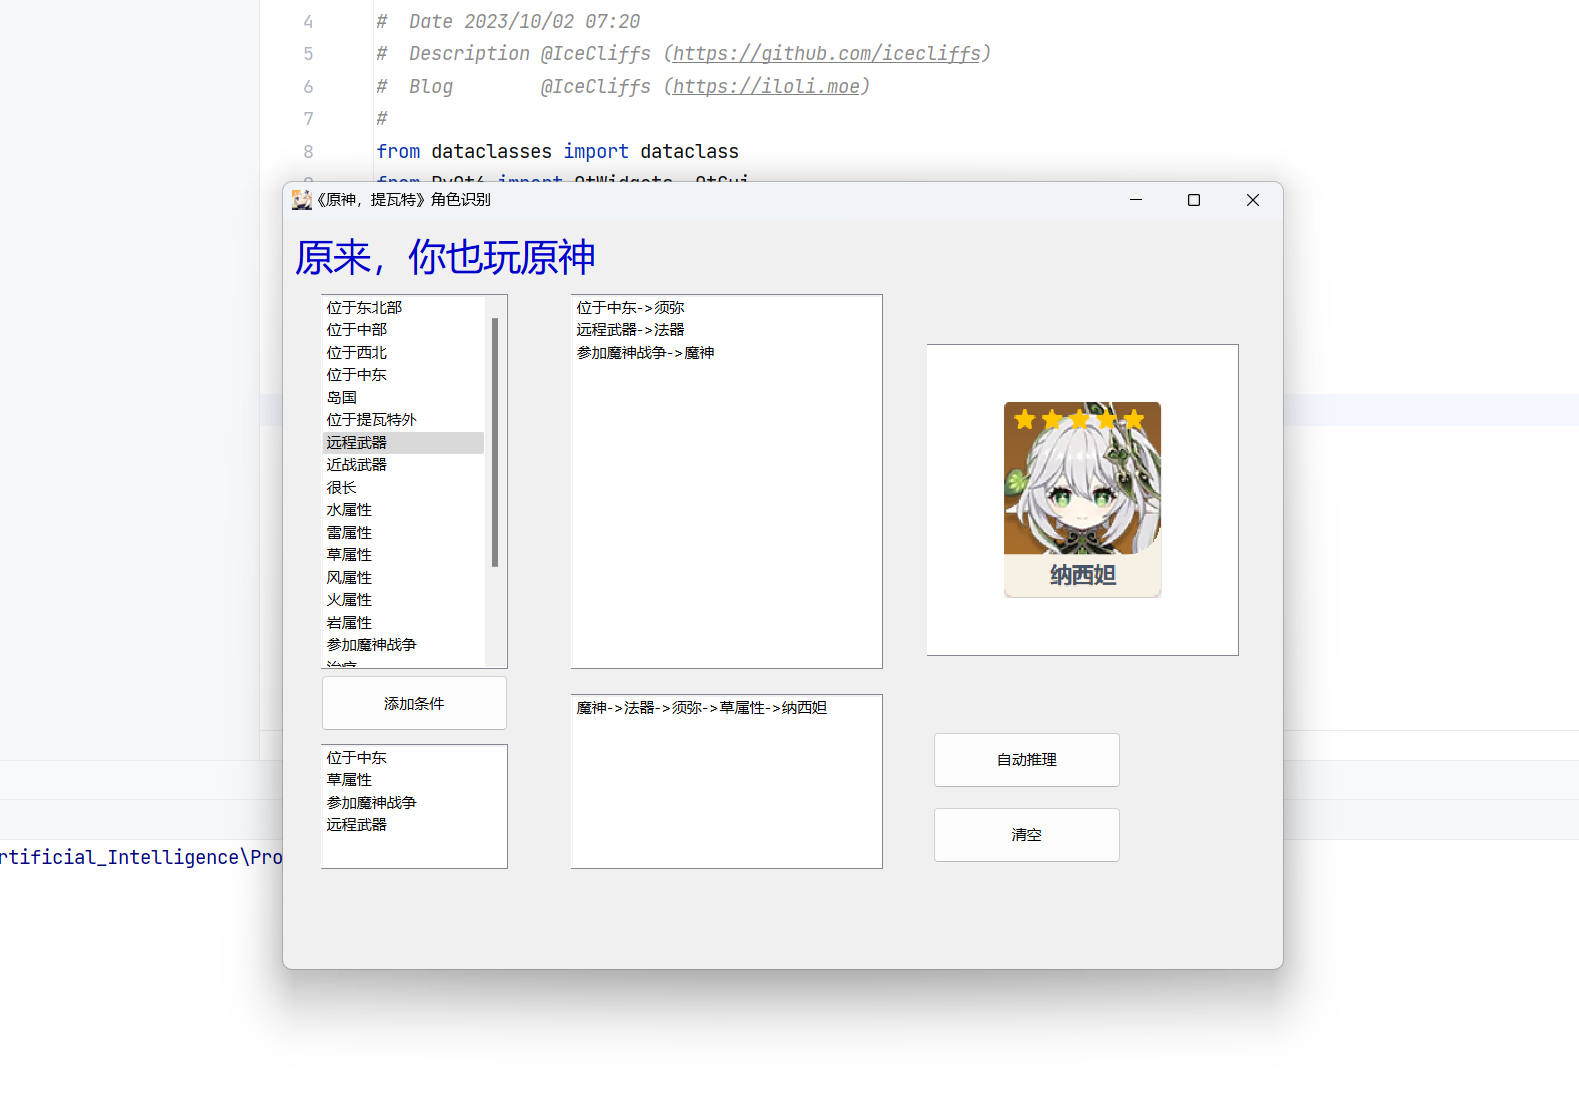 4 # Date 2023/10/02 07:20
5 # Description @IceCliffs (https://github.com/icecliffs)
6 # Blog @IceCliffs (https://iloli.moe)
7 #
8 from dataclasses import dataclass
from PyQt6 import QtWidgets, QtGui
《原神，提瓦特》角色识别
原来，你也玩原神
位于东北部
位于中部
位于西北
位于中东
岛国
位于提瓦特外
远程武器
近战武器
很长
水属性
雷属性
草属性
风属性
火属性
岩属性
参加魔神战争
治疗
添加条件
位于中东
草属性
参加魔神战争
远程武器
位于中东->须弥
远程武器->法器
参加魔神战争->魔神
魔神->法器->须弥->草属性->纳西妲
纳西妲
自动推理
清空
rtificial_Intelligence\Pro